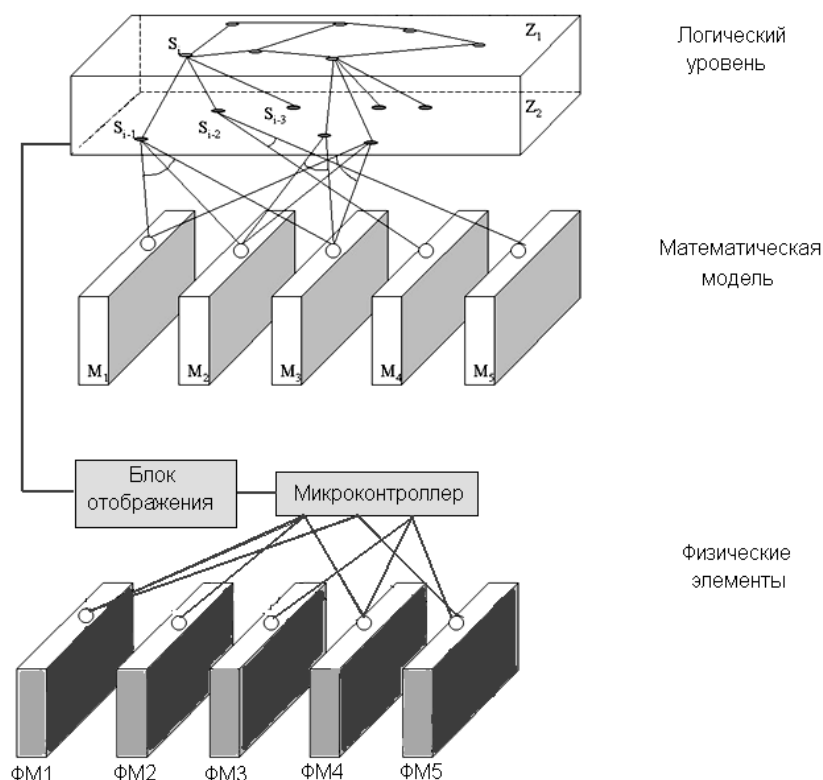 Z1
Логический
уровень
Si
Z2
Si-3
Si-2
Si-1
Математическая
модель
M1 M2 M3 M4 M5
Блок
отображения
Микроконтроллер
Физические
элементы
ФМ1 ФМ2 ФМ3 ФМ4 ФМ5